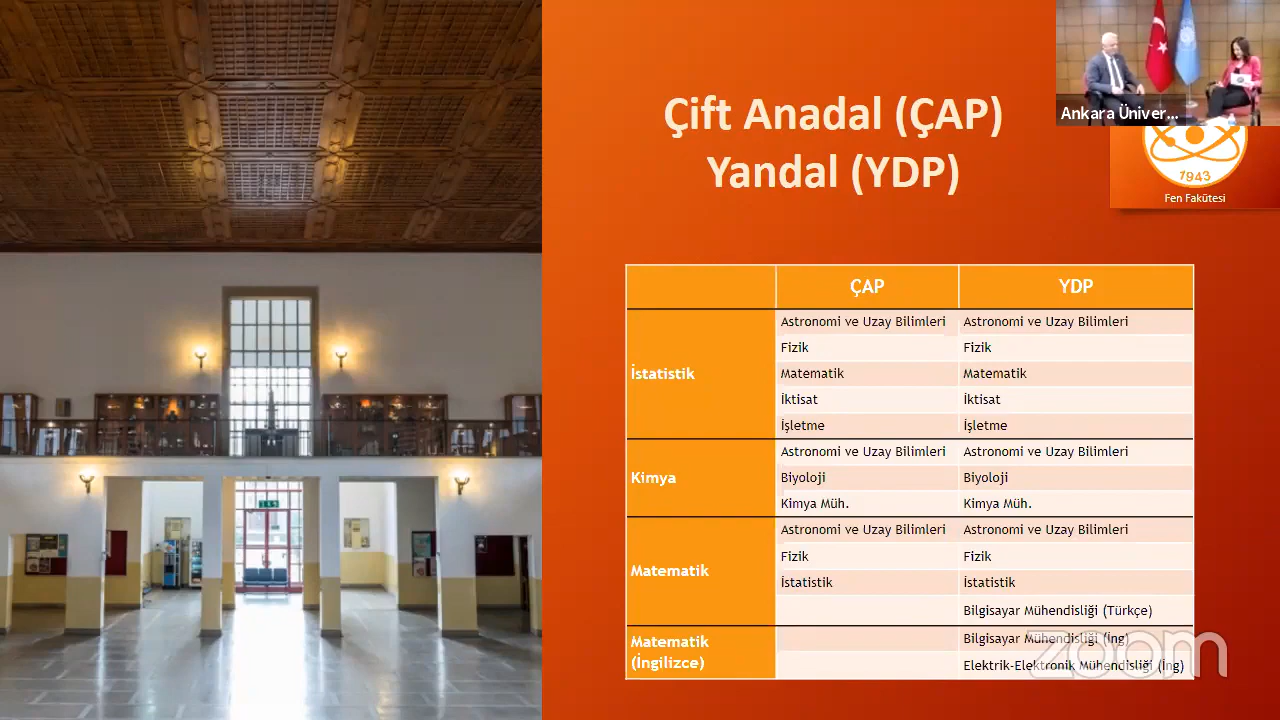 Çift Anadal (ÇAP)
Yandal (YDP)
Ankara Üniver...
1943
Fen Fakütesi
ÇAP YDP
İstatistik
Astronomi ve Uzay Bilimleri Astronomi ve Uzay Bilimleri
Fizik Fizik
Matematik Matematik
İktisat İktisat
İşletme İşletme
Kimya
Astronomi ve Uzay Bilimleri Astronomi ve Uzay Bilimleri
Biyoloji Biyoloji
Kimya Müh. Kimya Müh.
Matematik
Astronomi ve Uzay Bilimleri Astronomi ve Uzay Bilimleri
Fizik Fizik
İstatistik İstatistik
Bilgisayar Mühendisliği (Türkçe)
Matematik
(İngilizce)
Bilgisayar Mühendisliği (İng)
Elektrik-Elektronik Mühendisliği (İng)
zoom